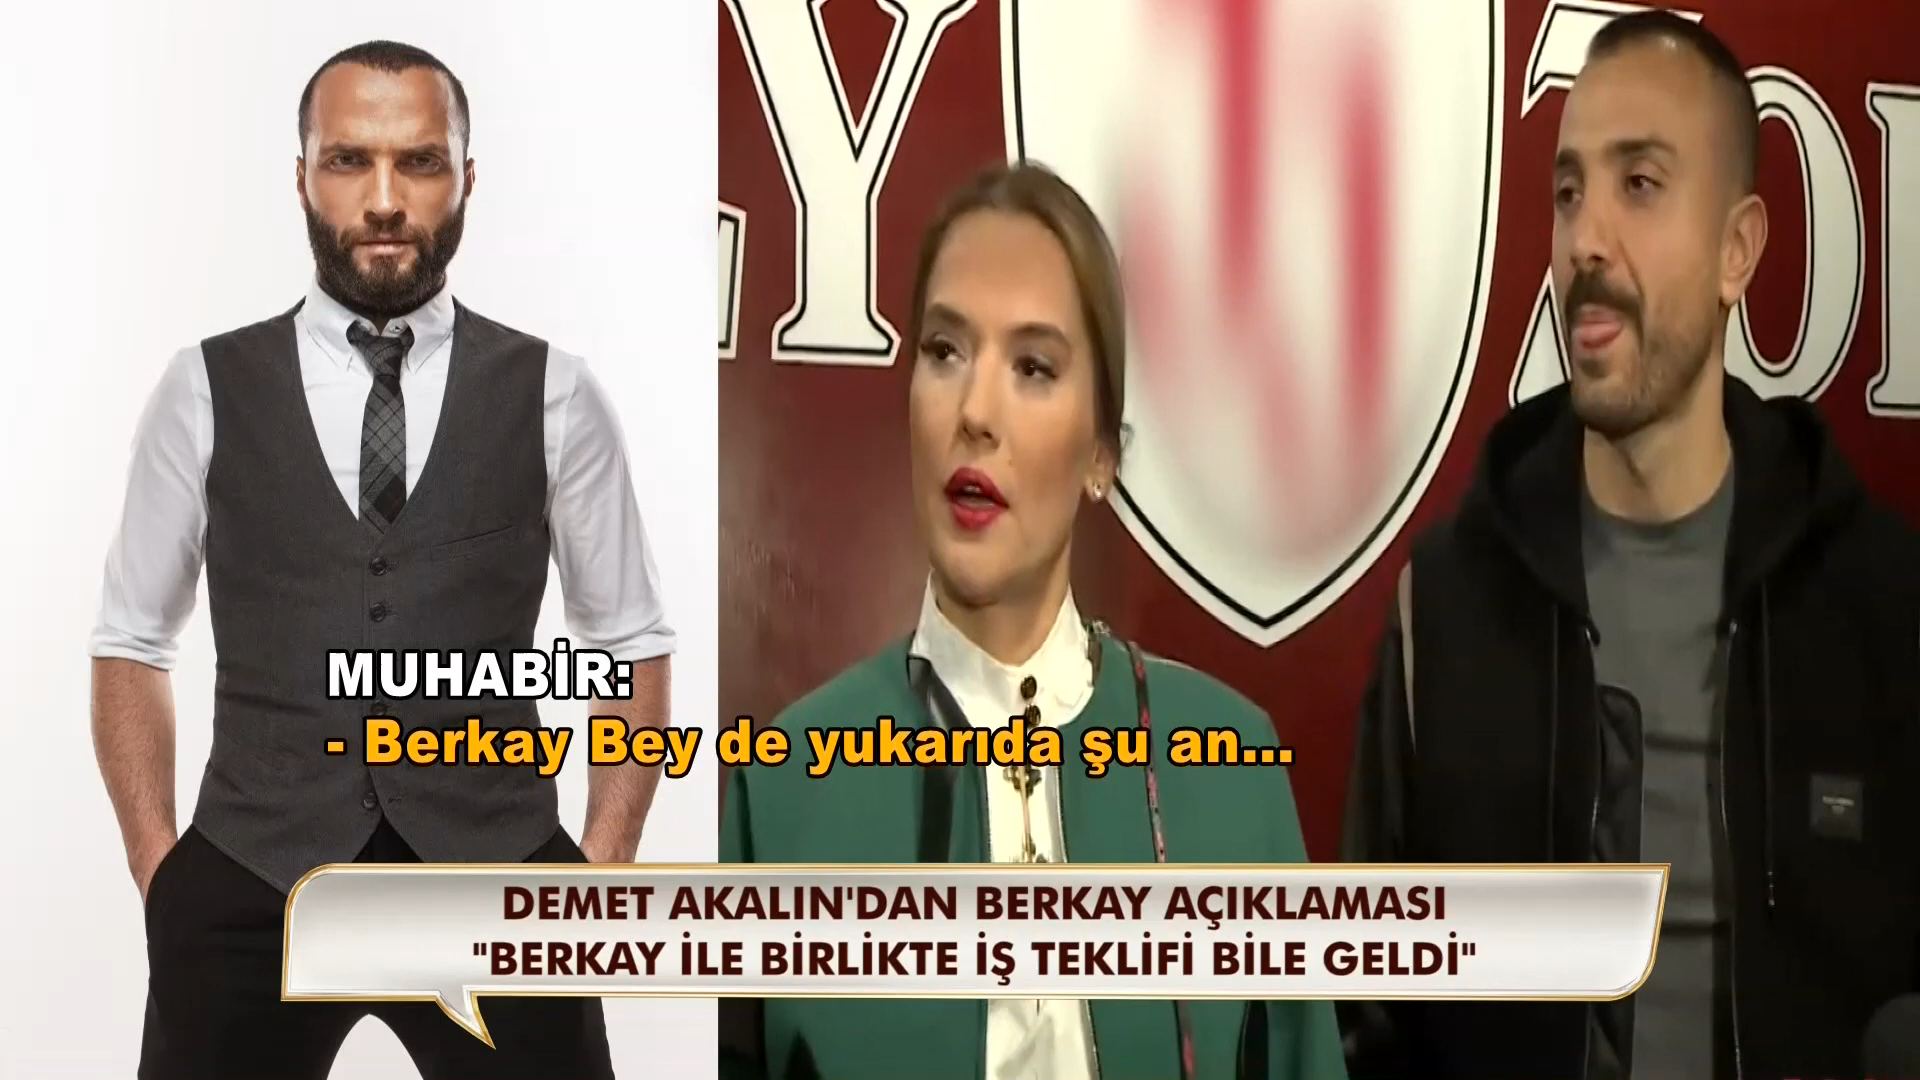 MUHABİR:
- Berkay Bey de yukarıda şu an...
DEMET AKALIN'DAN BERKAY AÇIKLAMASI
"BERKAY İLE BİRLİKTE İŞ TEKLİFİ BİLE GELDİ"